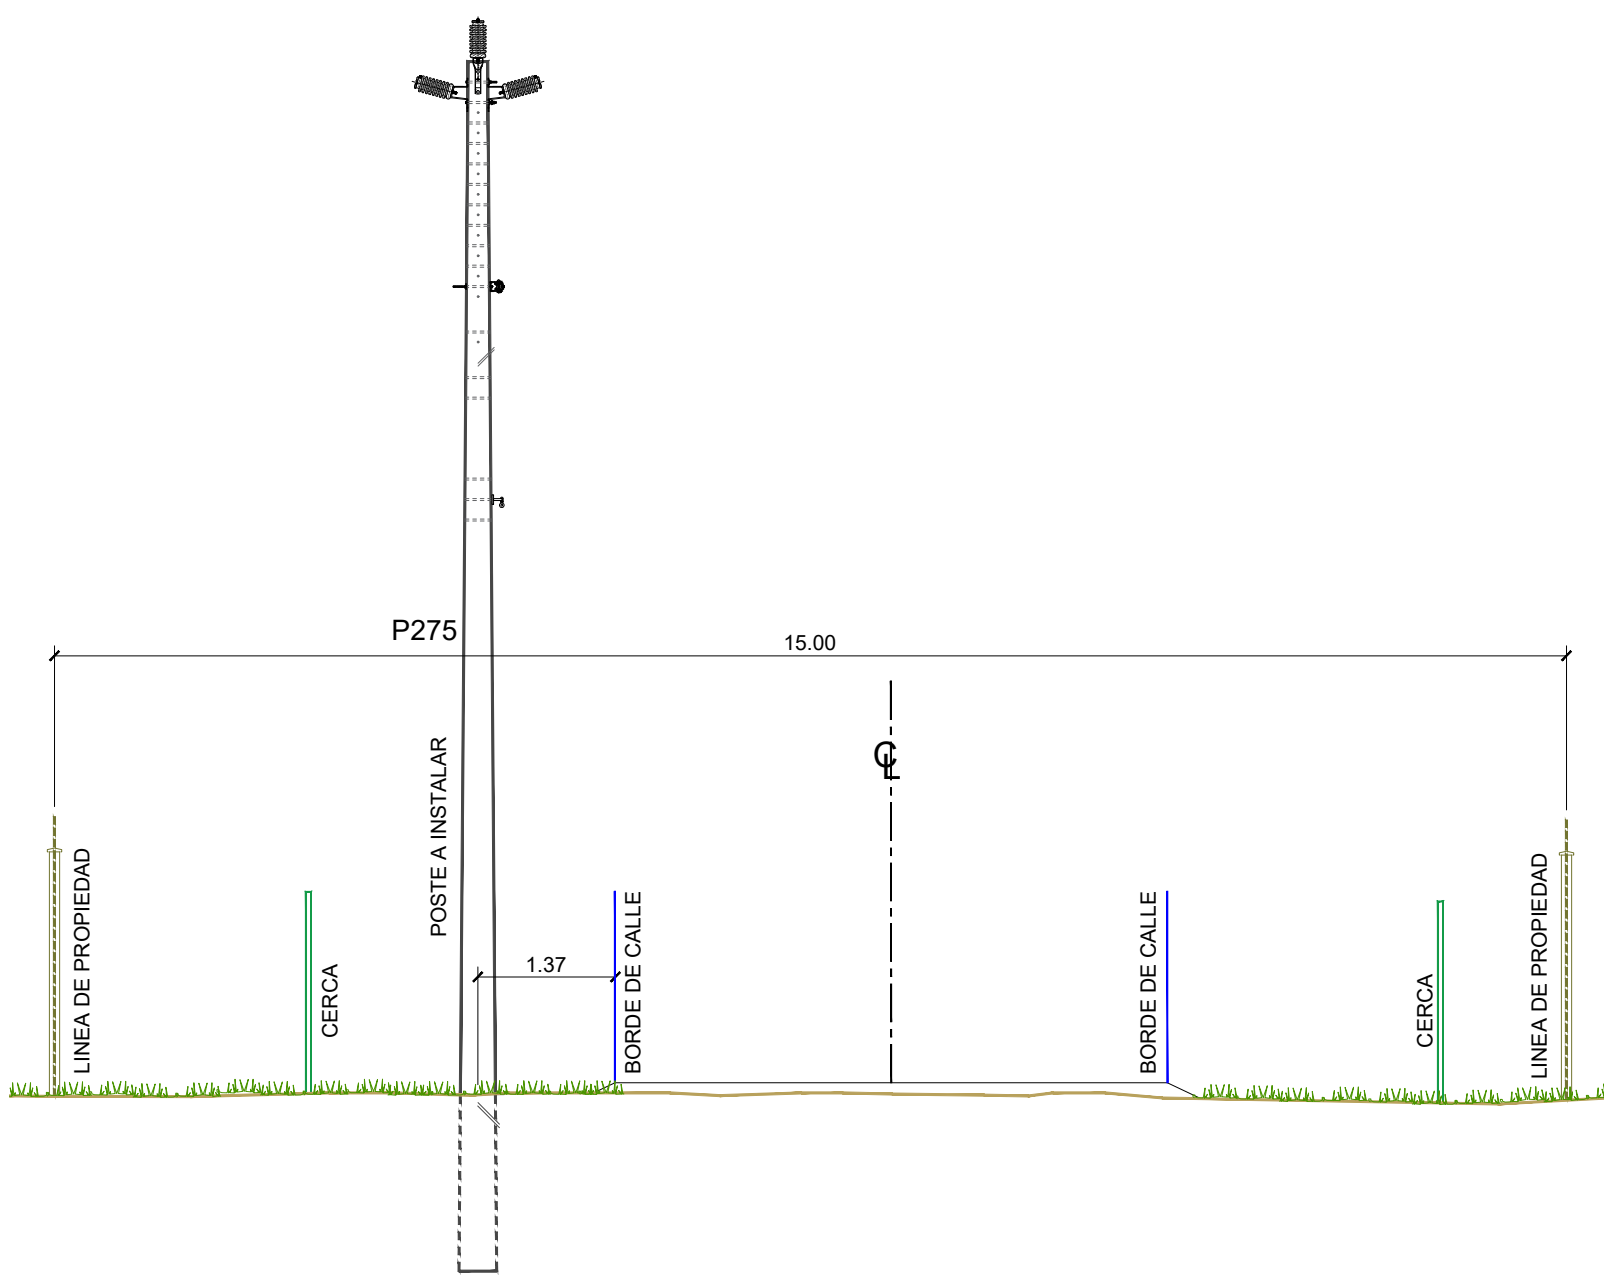 P275
15.00
℄
POSTE A INSTALAR
LINEA DE PROPIEDAD
CERCA
1.37
BORDE DE CALLE
BORDE DE CALLE
CERCA
LINEA DE PROPIEDAD